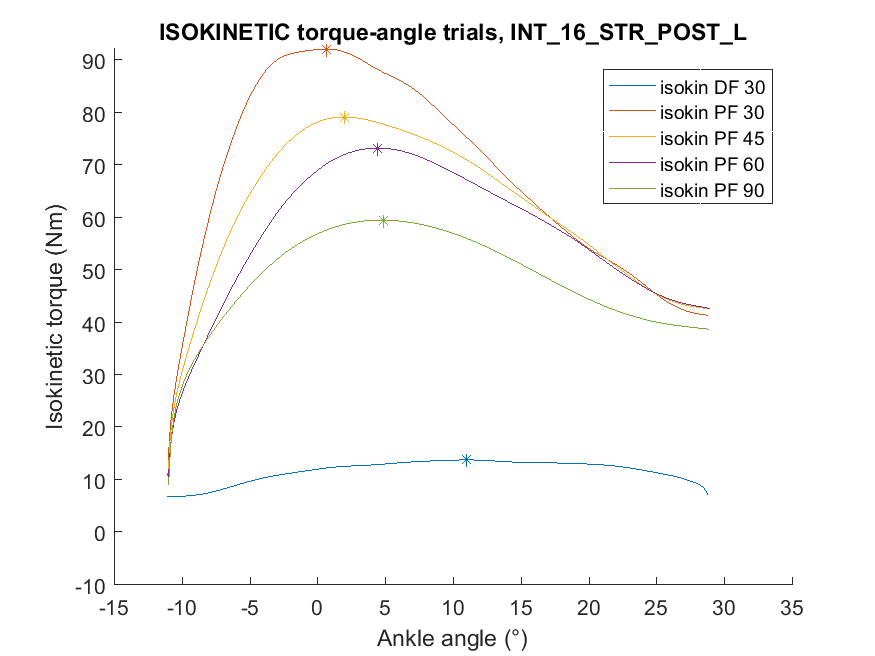 ISOKINETIC torque-angle trials, INT_16_STR_POST_L
isokin DF 30
isokin PF 30
isokin PF 45
isokin PF 60
isokin PF 90
Isokinetic torque (Nm)
90
80
70
60
50
40
30
20
10
0
-10
-15 -10 -5 0 5 10 15 20 25 30 35
Ankle angle (°)